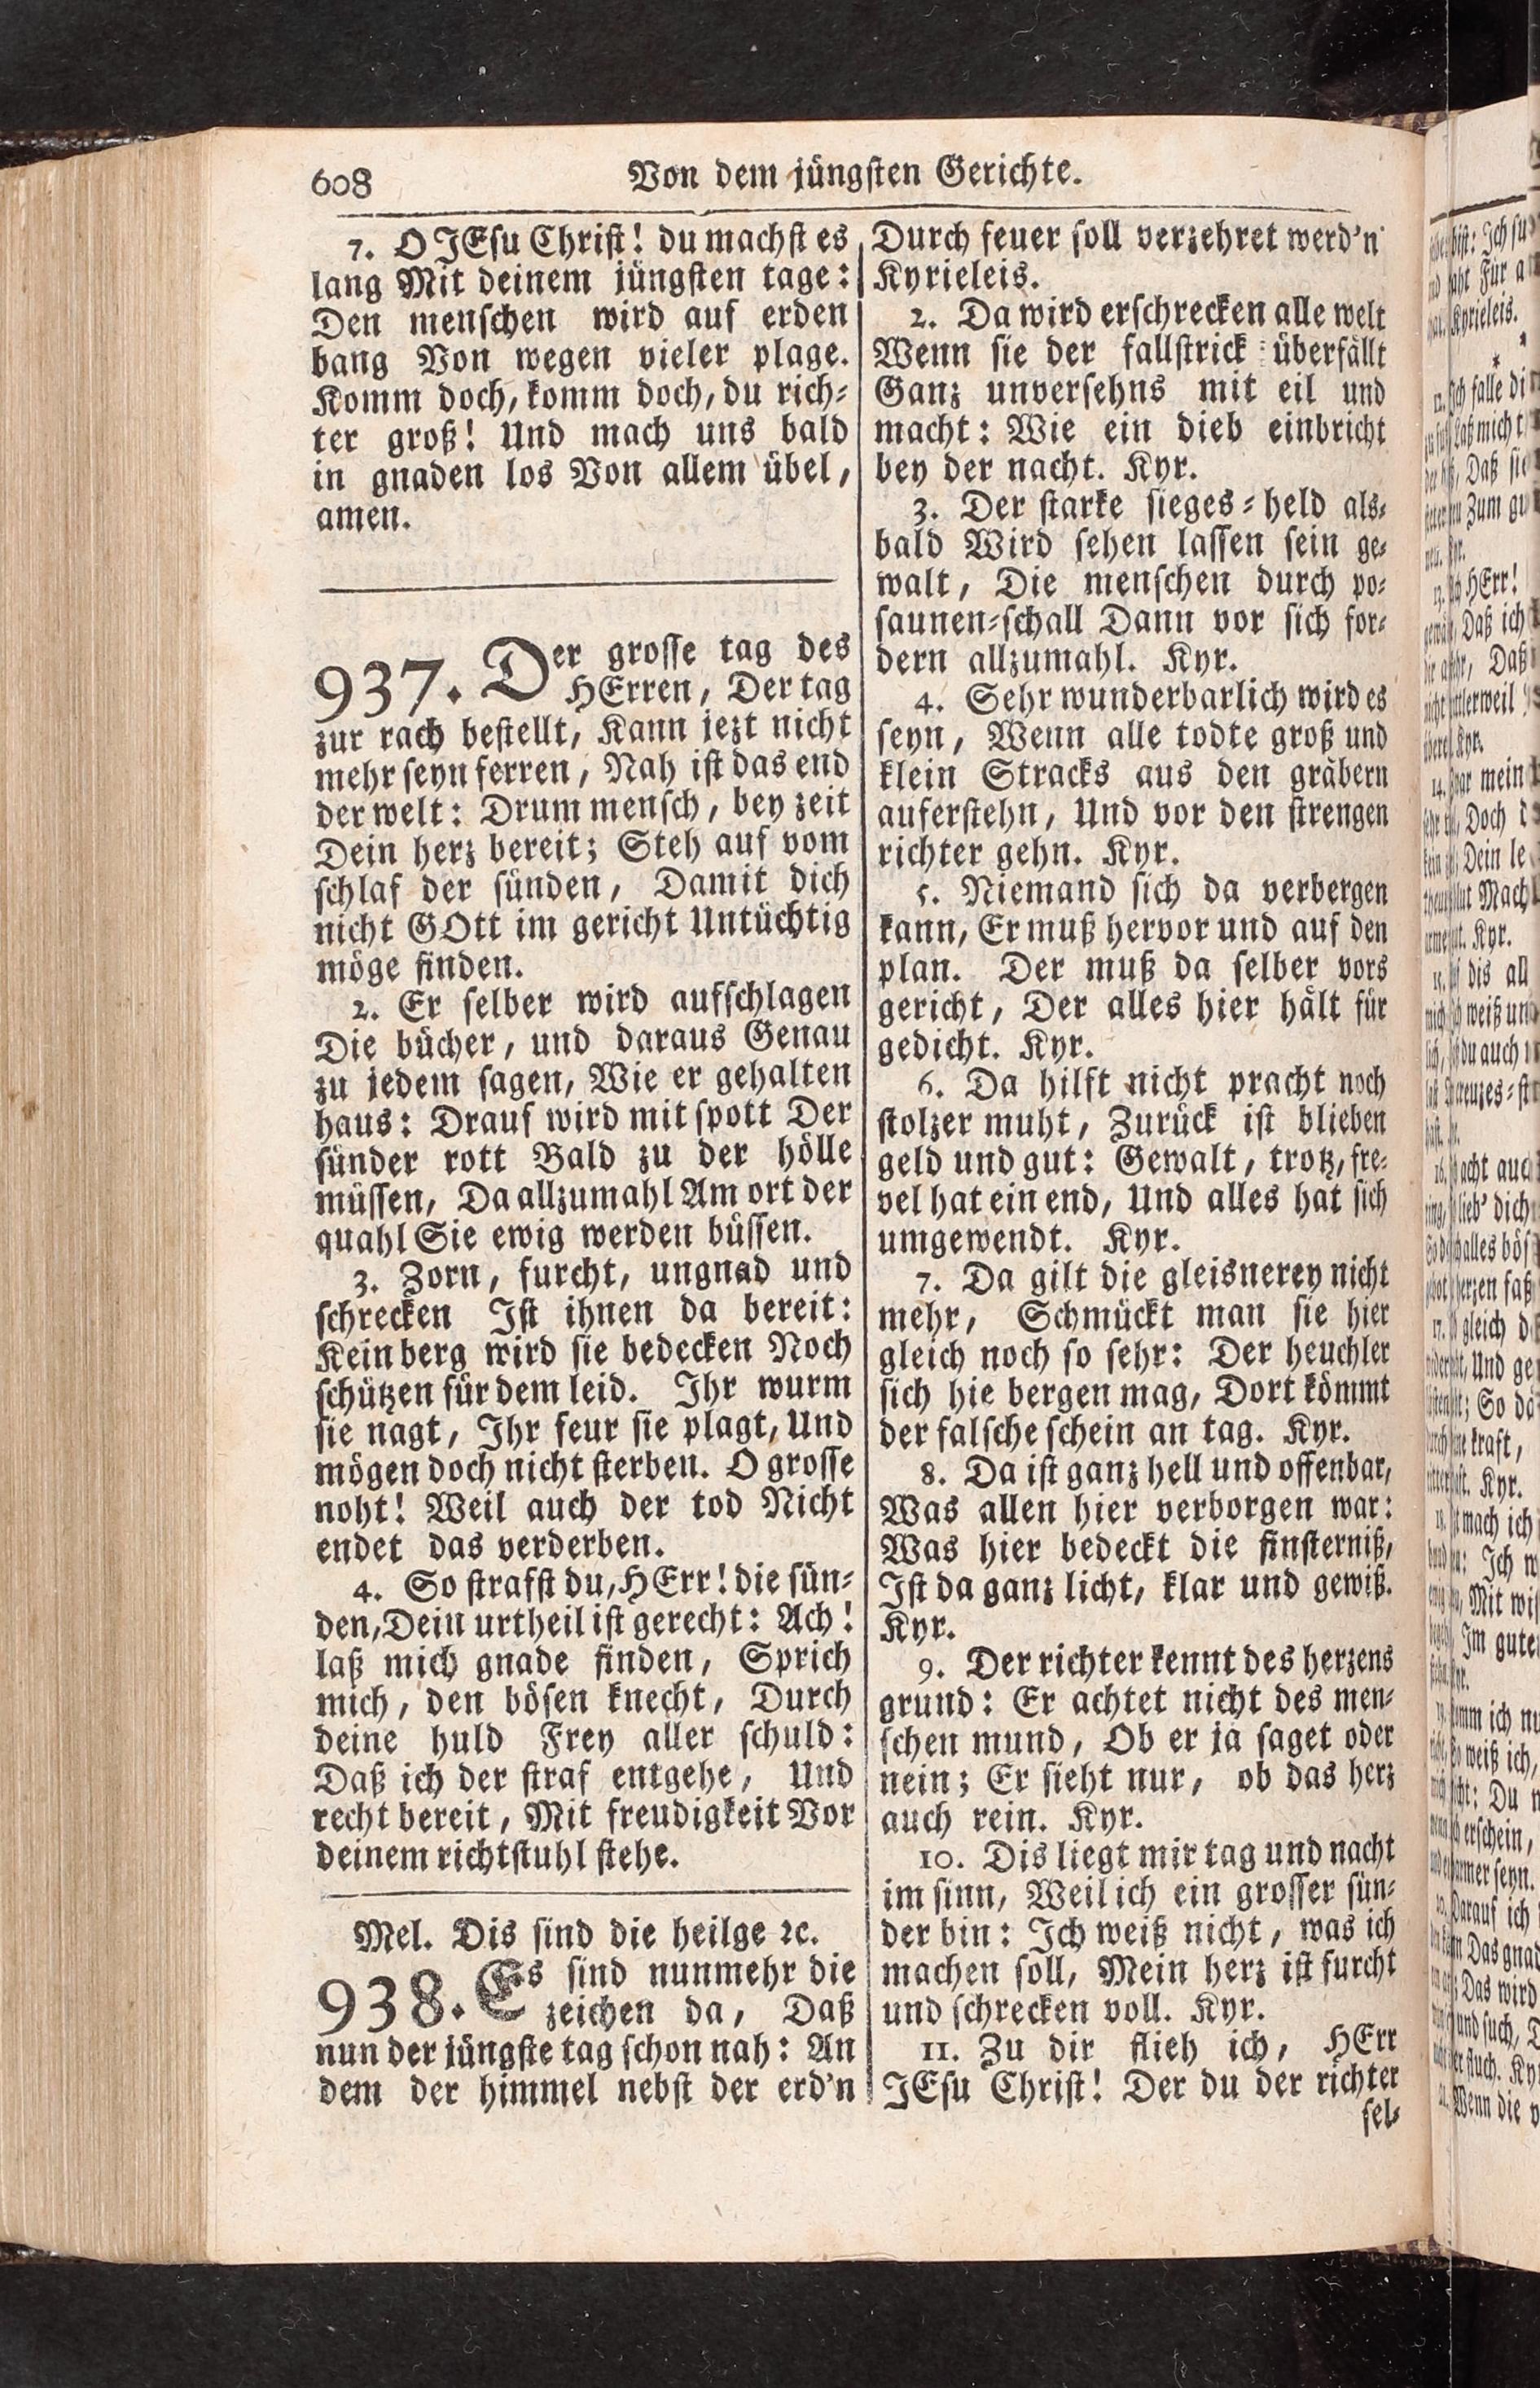 608
Von dem jüngsten Gerichte.
7. O JEsu Christ! du machst es
lang Mit deinem jüngsten tage:
Den menschen wird auf erden
bang Von wegen vieler plage.
Komm doch, komm doch, du rich-
ter groß! Und mach uns bald
in gnaden los Von allem übel,
amen.
937. Der grosse tag des
HErren, Der tag
zur rach bestellt, Kann jezt nicht
mehr seyn ferren, Nah ist das end
der welt: Drum mensch, bey zeit
Dein herz bereit; Steh auf vom
schlaf der sünden, Damit dich
nicht GOtt im gericht Untüchtig
möge finden.
2. Er selber wird aufschlagen
Die bücher, und daraus Genau
zu jedem sagen, Wie er gehalten
haus: Drauf wird mit spott Der
sünder rott Bald zu der hölle
müssen, Da allzumahl Am ort der
quahl Sie ewig werden büssen.
3. Zorn, furcht, ungnad und
schrecken Ist ihnen da bereit:
Kein berg wird sie bedecken Noch
schützen für dem leid. Ihr wurm
sie nagt, Ihr feur sie plagt, Und
mögen doch nicht sterben. O grosse
noht! Weil auch der tod Nicht
endet das verderben.
4. So strafst du, HErr! die sün-
den, Dein urtheil ist gerecht: Ach!
laß mich gnade finden, Sprich
mich, den bösen knecht, Durch
deine huld Frey aller schuld:
Daß ich der straf entgehe, Und
recht bereit, Mit freudigkeit Vor
deinem richtstuhl stehe.
Mel. Dis sind die heilge ꝛc.
938. Es sind nunmehr die
zeichen da, Daß
nun der jüngste tag schon nah: An
dem der himmel nebst der erd'n
Durch feuer soll verzehret werd'n
Kyrieleis.
2. Da wird erschrecken alle welt
Wenn sie der fallstrick überfällt
Ganz unversehns mit eil und
macht: Wie ein dieb einbricht
bey der nacht. Kyr.
3. Der starke sieges-held als-
bald Wird sehen lassen sein ge-
walt, Die menschen durch po-
saunen-schall Dann vor sich for-
dern allzumahl. Kyr.
4. Sehr wunderbarlich wird es
seyn, Wenn alle todte groß und
klein Stracks aus den gräbern
auferstehn, Und vor den strengen
richter gehn. Kyr.
5. Niemand sich da verbergen
kann, Er muß hervor und auf den
plan. Der muß da selber vors
gericht, Der alles hier hält für
gedicht. Kyr.
6. Da hilft nicht pracht noch
stolzer muht, Zurück ist blieben
geld und gut: Gewalt, trotz, fre-
vel hat ein end, Und alles hat sich
umgewendt. Kyr.
7. Da gilt die gleisnerey nicht
mehr, Schmückt man sie hier
gleich noch so sehr: Der heuchler
sich hie bergen mag, Dort kömmt
der falsche schein an tag. Kyr.
8. Da ist ganz hell und offenbar,
Was allen hier verborgen war:
Was hier bedeckt die finsterniß,
Ist da ganz licht, klar und gewiß.
Kyr.
9. Der richter kennt des herzens
grund: Er achtet nicht des men-
schen mund, Ob er ja saget oder
nein; Er sieht nur, ob das herz
auch rein. Kyr.
10. Dis liegt mir tag und nacht
im sinn, Weil ich ein grosser sün-
der bin: Ich weiß nicht, was ich
machen soll, Mein herz ist furcht
und schrecken voll. Kyr.
11. Zu dir flieh ich, HErr
JEsu Christ! Der du der richter
sel-